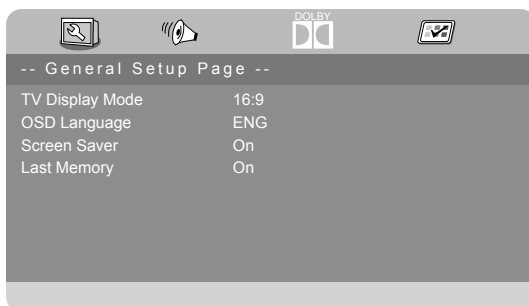 DOLBY
-- General Setup Page --
TV Display Mode 16:9
OSD Language ENG
Screen Saver On
Last Memory On